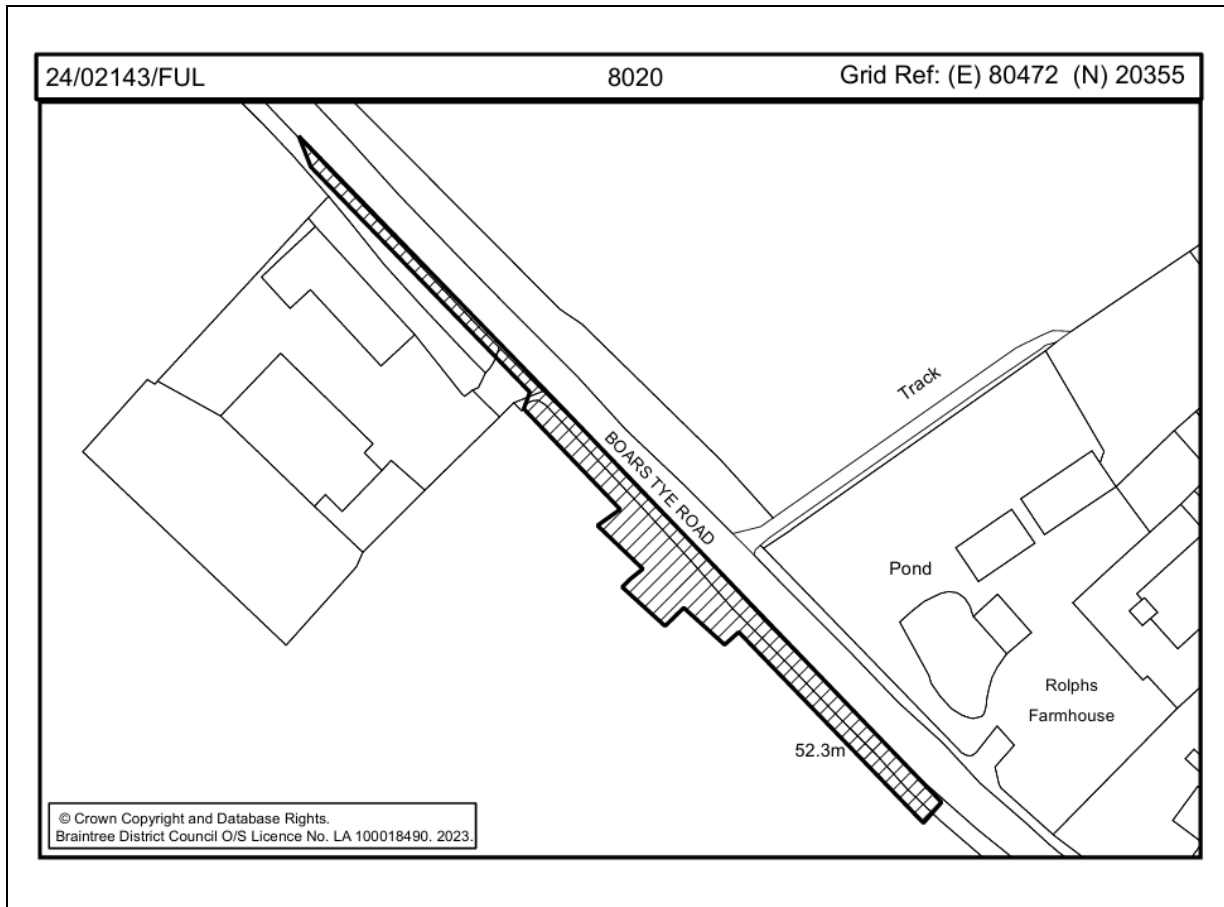 24/02143/FUL 8020 Grid Ref: (E) 80472 (N) 20355
Track
BOARS TYE ROAD
Pond
Rolphs
Farmhouse
52.3m
© Crown Copyright and Database Rights.
Braintree District Council O/S Licence No. LA 100018490. 2023.